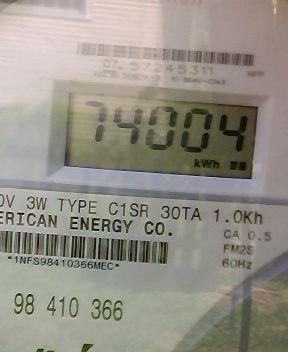 74004
kWh
0V 3W TYPE C1SR 30TA 1.0Kh
ERICAN ENERGY CO.
CA 0.5
FM2S
60Hz
*1NFS98410366MEC*
98 410 366